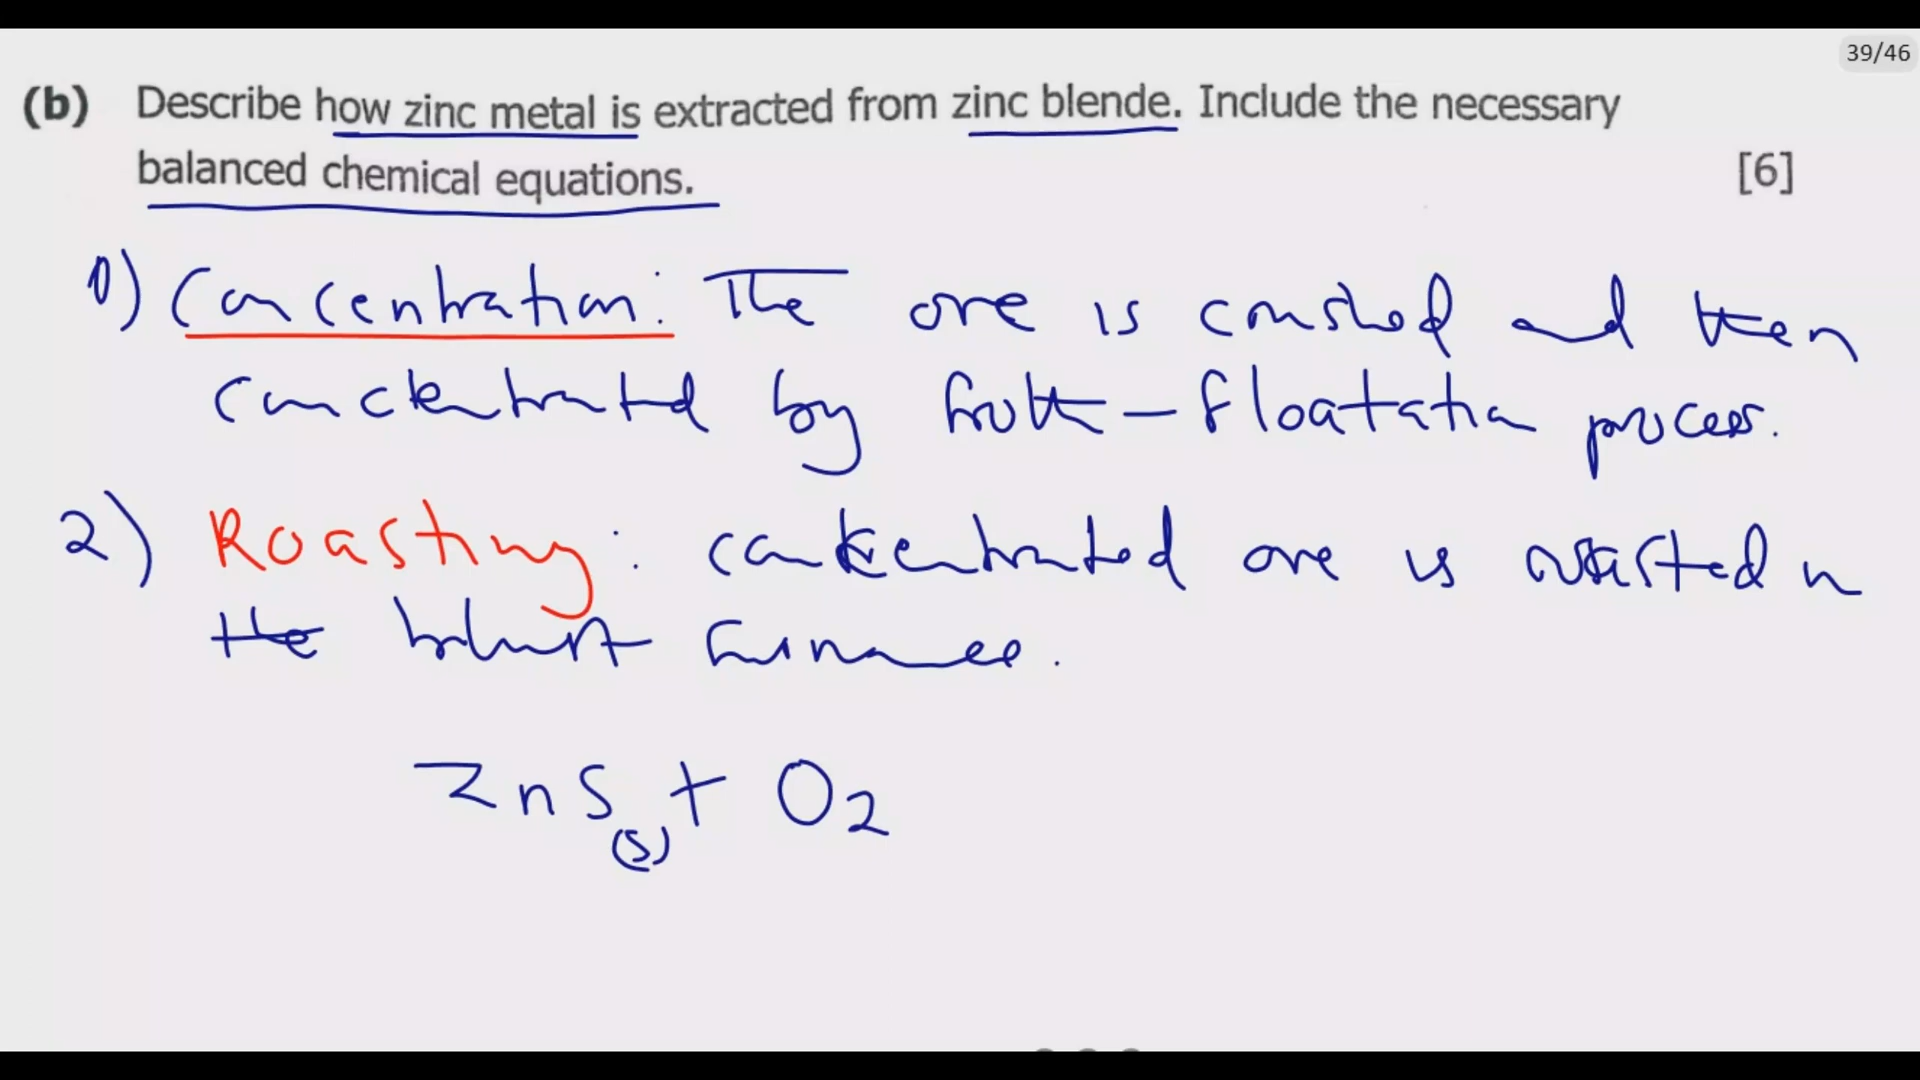 39/46
(b) Describe how zinc metal is extracted from zinc blende. Include the necessary
balanced chemical equations. [6]
1) Concentration: The ore is crushed and then
concentrated by froth-floatation process.
2) Roasting: concentrated ore is roasted in
the blast furnace.
ZnS(s) + O2